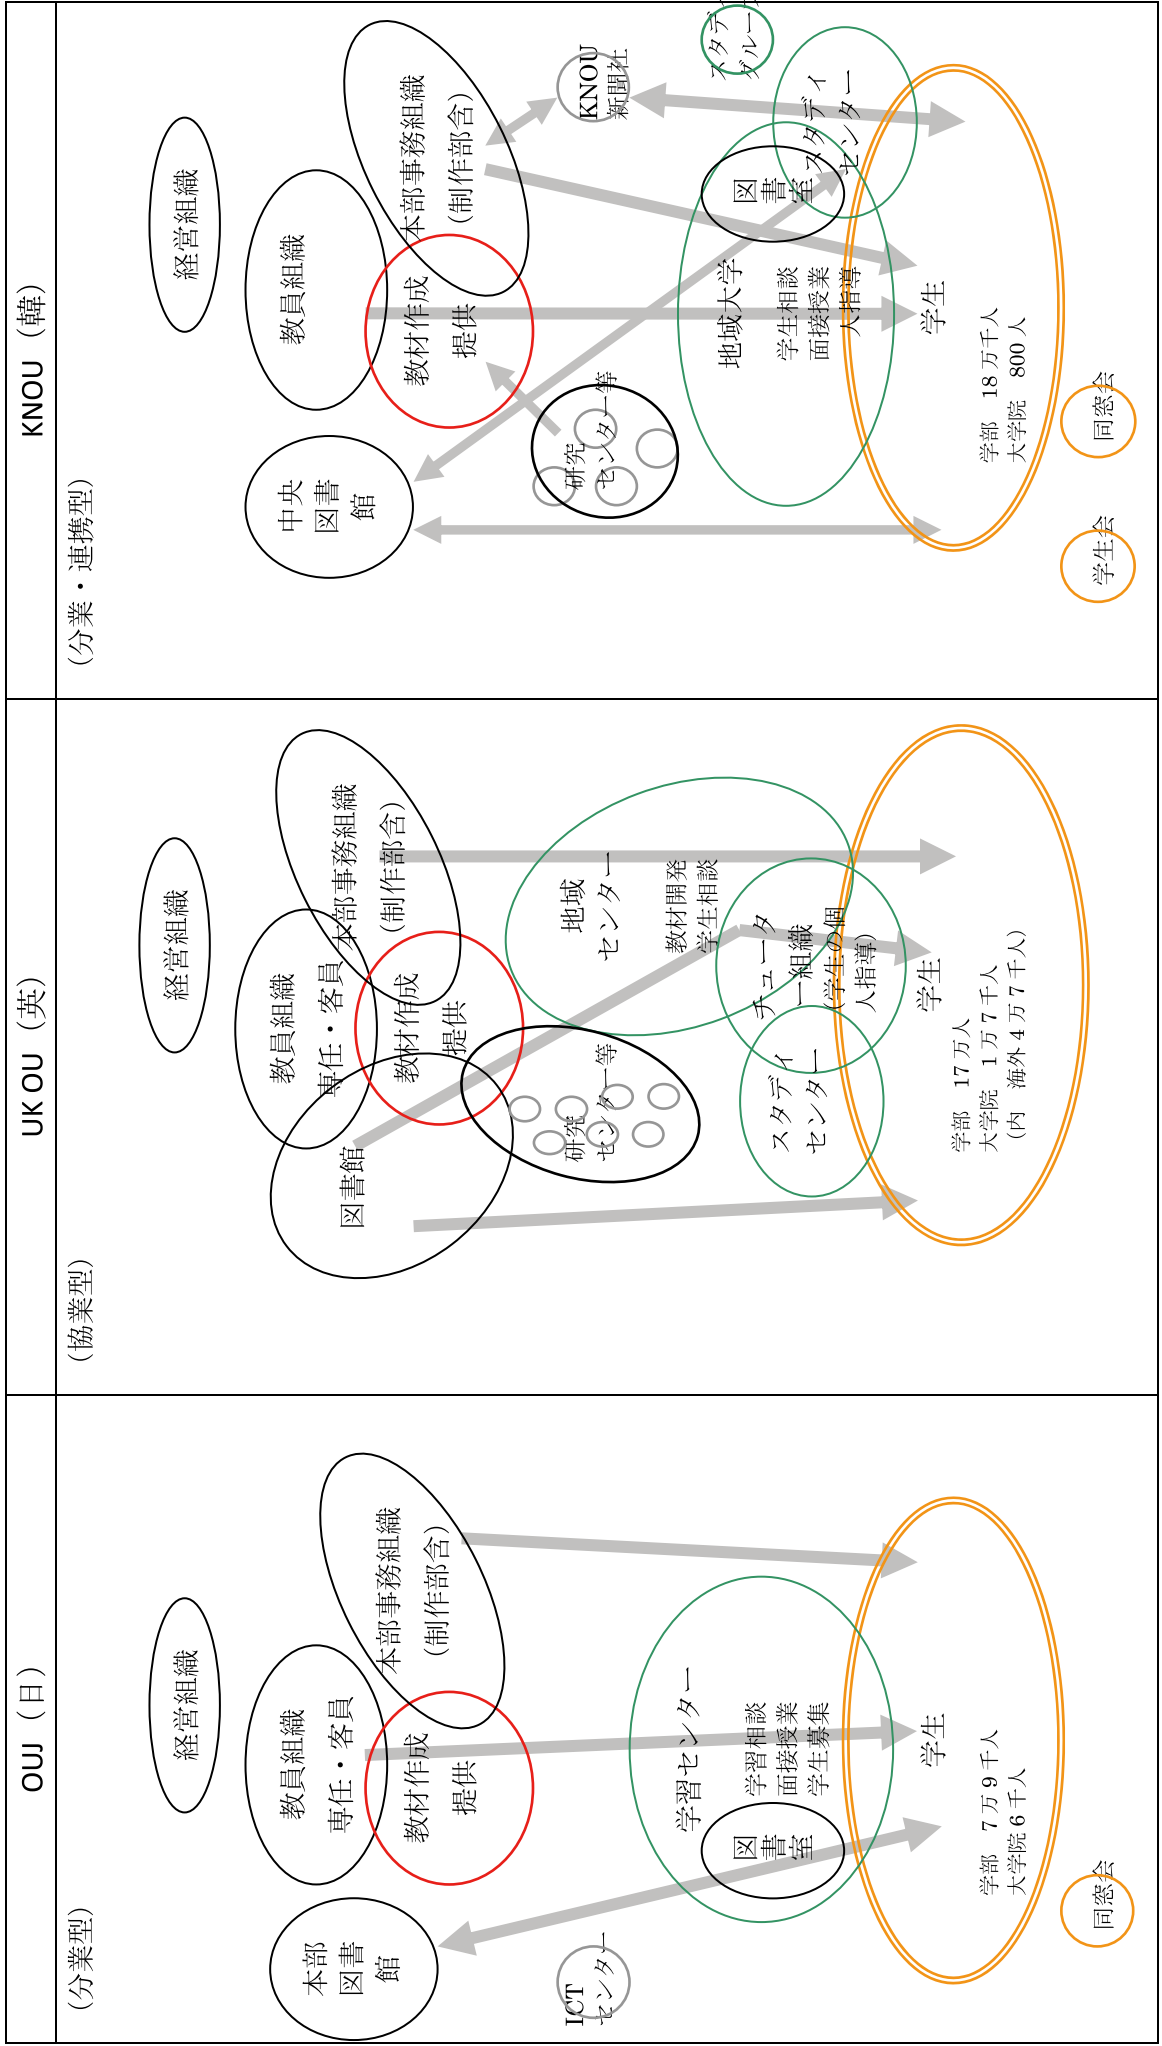 OUJ（日）
（分業型）
経営組織
教員組織
専任・客員
本部事務組織
（制作部含）
教材作成
提供
本部
図書
館
ICT
センター
学習センター
学習相談
面接授業
学生募集
図
書
室
学生
学部　7万9千人
大学院6千人
同窓会
UK OU（英）
（協業型）
経営組織
教員組織
専任・客員
本部事務組織
（制作部含）
教材作成
提供
図書館
研究
センター等
地域
センター
教材開発
学生相談
チュータ
ー組織
（学生の個
人指導）
スタディ
センター
学生
学部　17万人
大学院　1万7千人
（内　海外4万7千人）
KNOU（韓）
（分業・連携型）
経営組織
教員組織
本部事務組織
（制作部含）
教材作成
提供
中央
図書
館
KNOU
新聞社
研究
センター等
スタデ
グルー
地域大学
学生相談
面接授業
人指導
図
書
室
スタディ
センター
学生
学部　18万千人
大学院　800人
同窓会
学生会